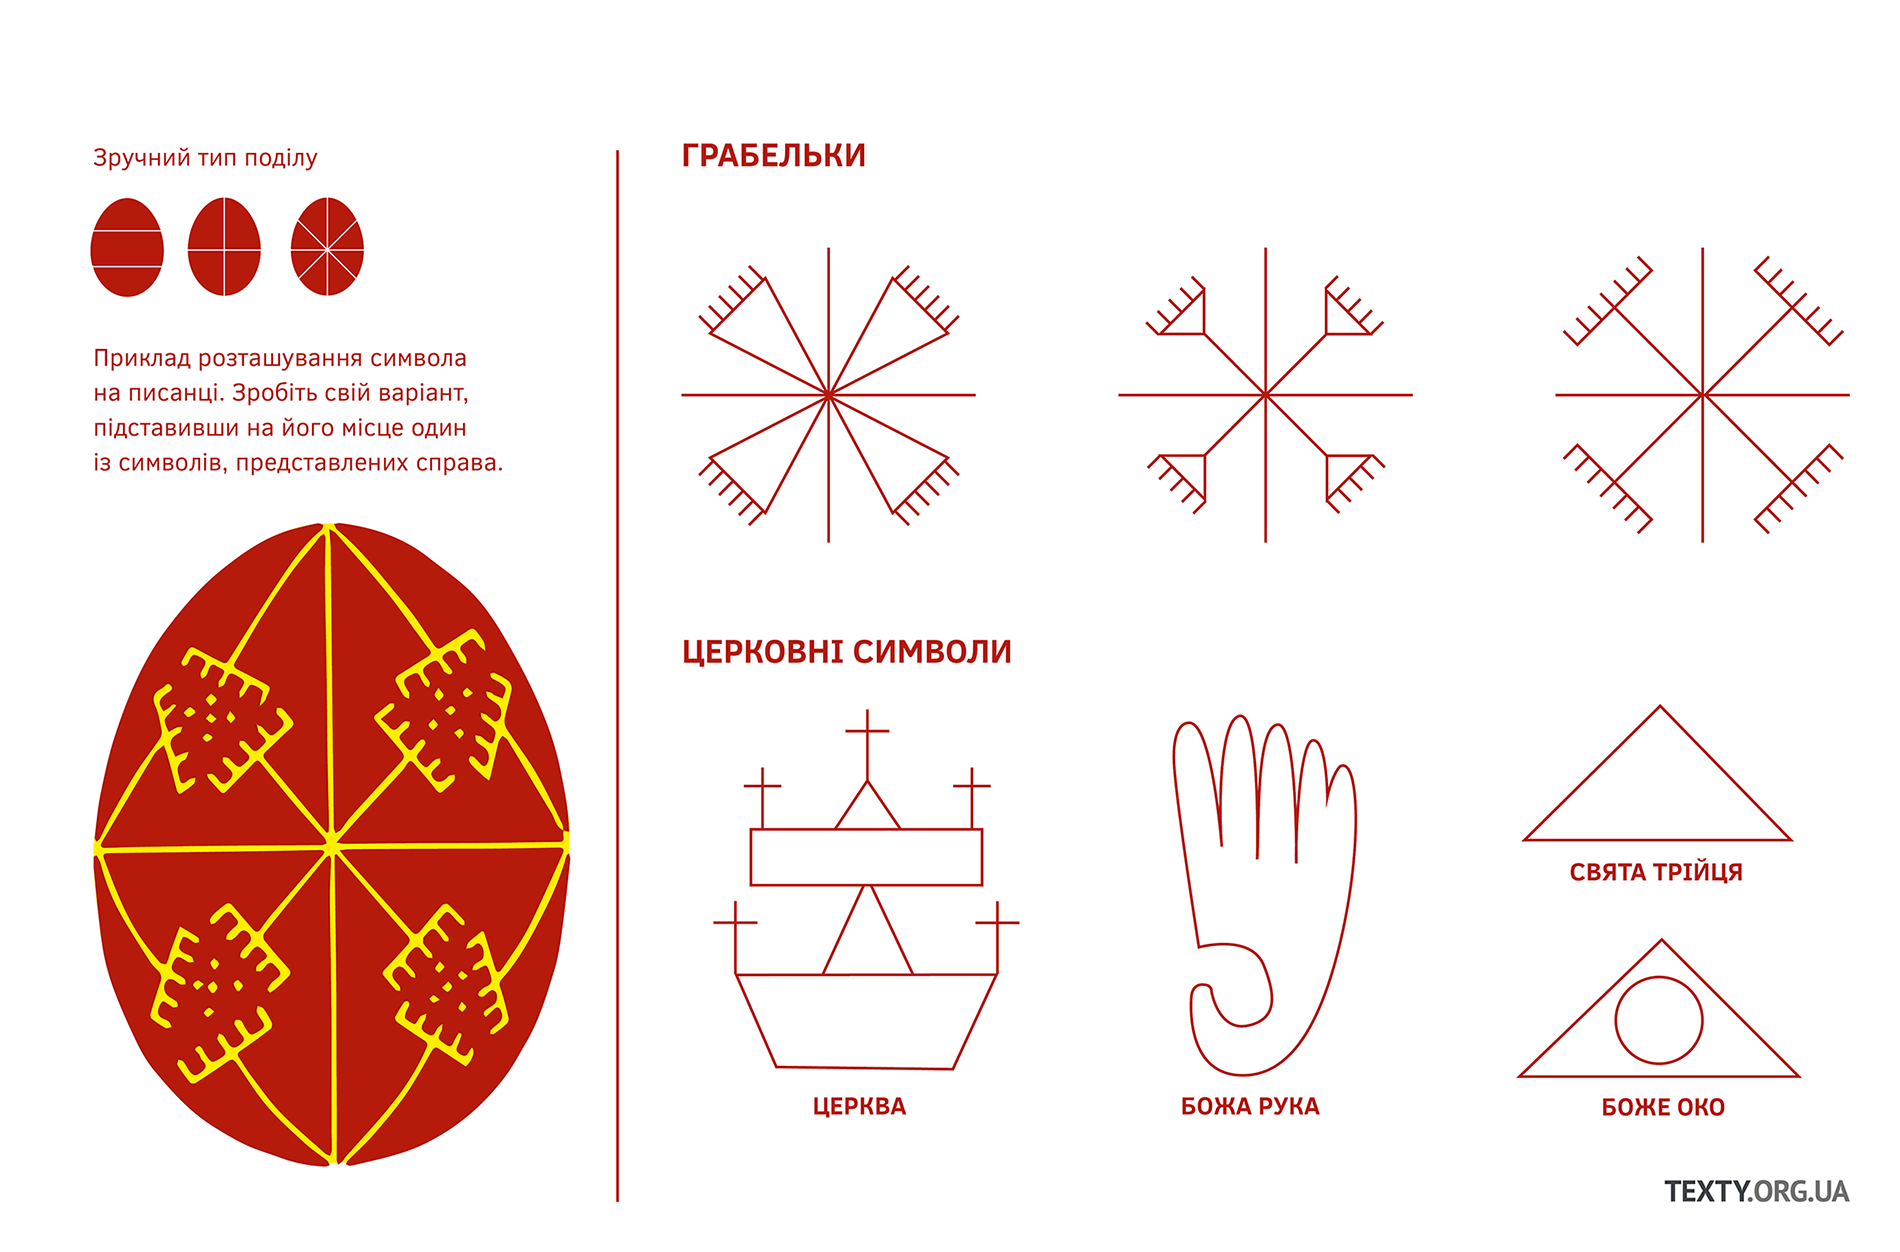 Зручний тип поділу
Приклад розташування символа
на писанці. Зробіть свій варіант,
підставивши на його місце один
із символів, представлених справа.
ГРАБЕЛЬКИ
ЦЕРКОВНІ СИМВОЛИ
ЦЕРКВА
БОЖА РУКА
СВЯТА ТРІЙЦЯ
БОЖЕ ОКО
TEXTY.ORG.UA